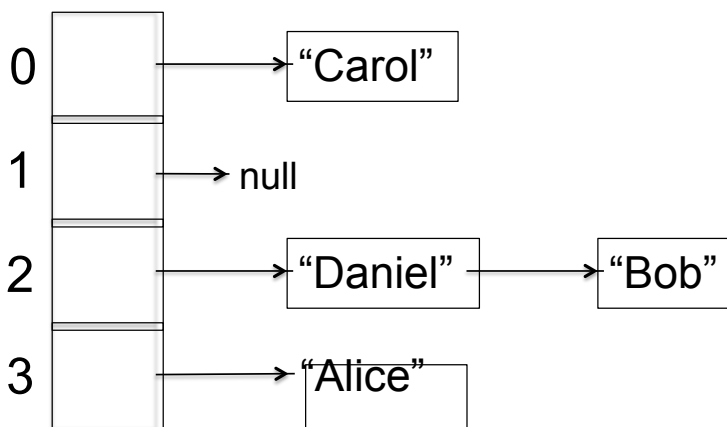 0 “Carol”
1 null
2 “Daniel” “Bob”
3 “Alice”